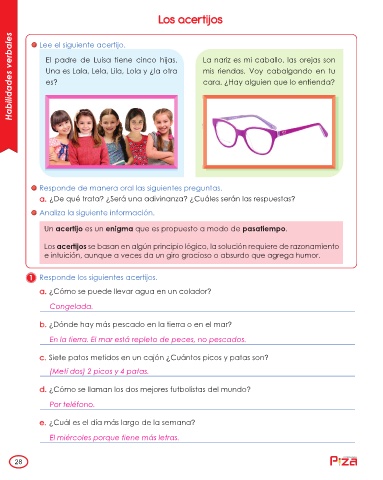 Los acertijos
Habilidades verbales
Lee el siguiente acertijo.
El padre de Luisa tiene cinco hijas.
Una es Lala, Lela, Lila, Lola y ¿la otra
es?
La nariz es mi caballo, las orejas son
mis riendas. Voy cabalgando en tu
cara. ¿Hay alguien que lo entienda?
Responde de manera oral las siguientes preguntas.
a. ¿De qué trata? ¿Será una adivinanza? ¿Cuáles serán las respuestas?
Analiza la siguiente información.
Un acertijo es un enigma que es propuesto a modo de pasatiempo.
Los acertijos se basan en algún principio lógico, la solución requiere de razonamiento
e intuición, aunque a veces da un giro gracioso o absurdo que agrega humor.
1 Responde los siguientes acertijos.
a. ¿Cómo se puede llevar agua en un colador?
Congelada.
b. ¿Dónde hay más pescado en la tierra o en el mar?
En la tierra. El mar está repleto de peces, no pescados.
c. Siete patos metidos en un cajón ¿Cuántos picos y patas son?
(Metí dos) 2 picos y 4 patas.
d. ¿Cómo se llaman los dos mejores futbolistas del mundo?
Por teléfono.
e. ¿Cuál es el día más largo de la semana?
El miércoles porque tiene más letras.
28